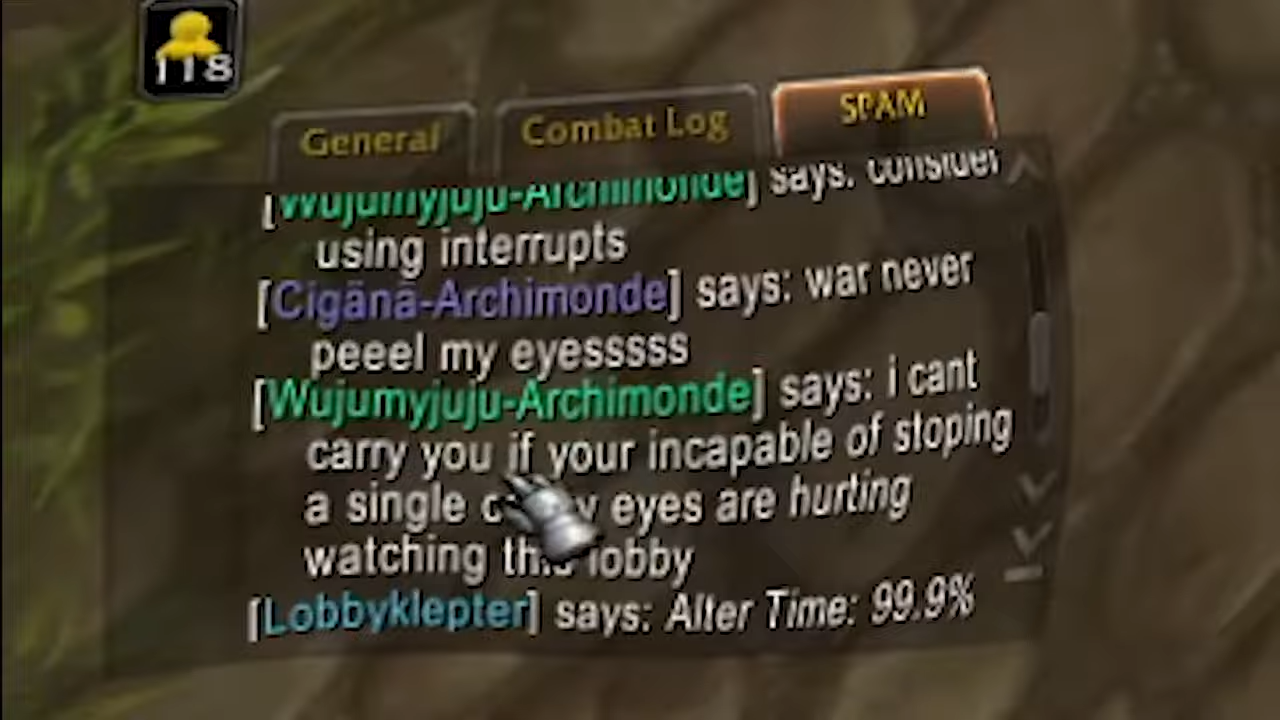 118
General Combat Log SPAM
[Wujumyjuju-Archimonde] says: consider
using interrupts
[Cigänä-Archimonde] says: war never
peeel my eyesssss
[Wujumyjuju-Archimonde] says: i cant
carry you if your incapable of stoping
a single eyes are hurting
watching lobby
[Lobbyklepter] says: Alter Time: 99.9%